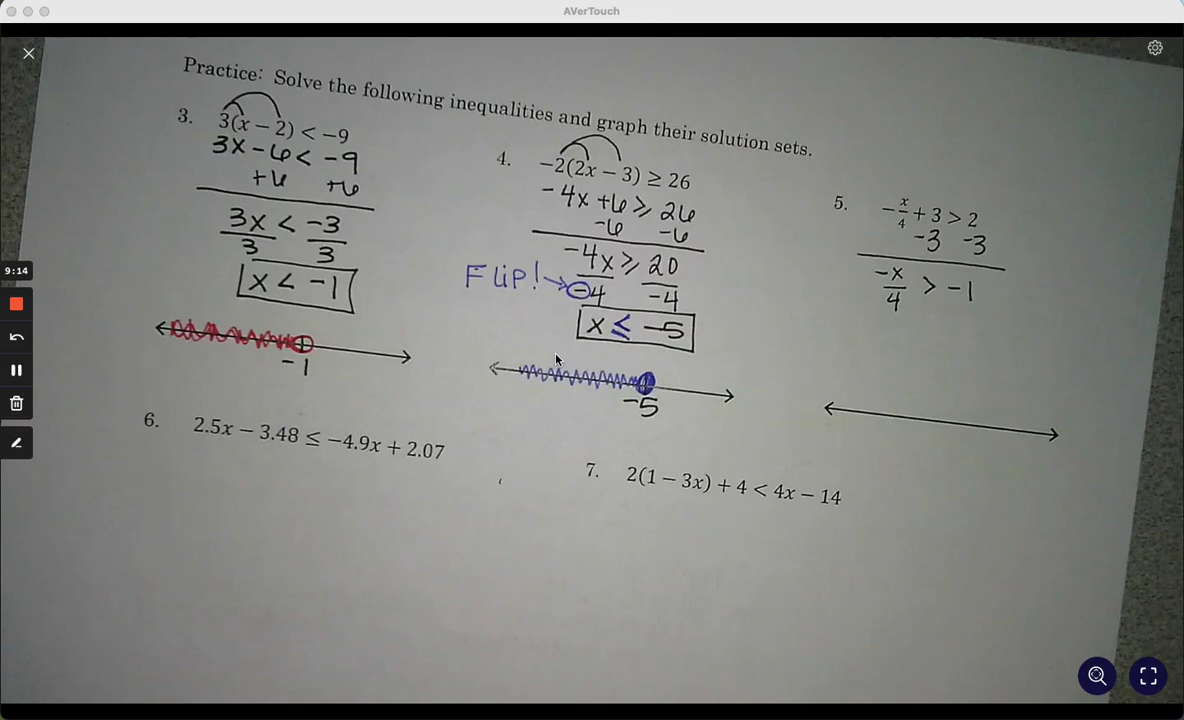 AVerTouch
Practice: Solve the following inequalities and graph their solution sets.
3. 3(x − 2) < −9
3x − 6 < −9
+6 +6
3x < −3
3 3
x < −1
−1
4. −2(2x − 3) ≥ 26
−4x + 6 ≥ 26
−6 −6
−4x ≥ 20
Flip! → −4 −4
x ≤ −5
−5
5. −x/4 + 3 > 2
−3 −3
−x/4 > −1
9:14
6. 2.5x − 3.48 ≤ −4.9x + 2.07
7. 2(1 − 3x) + 4 < 4x − 14